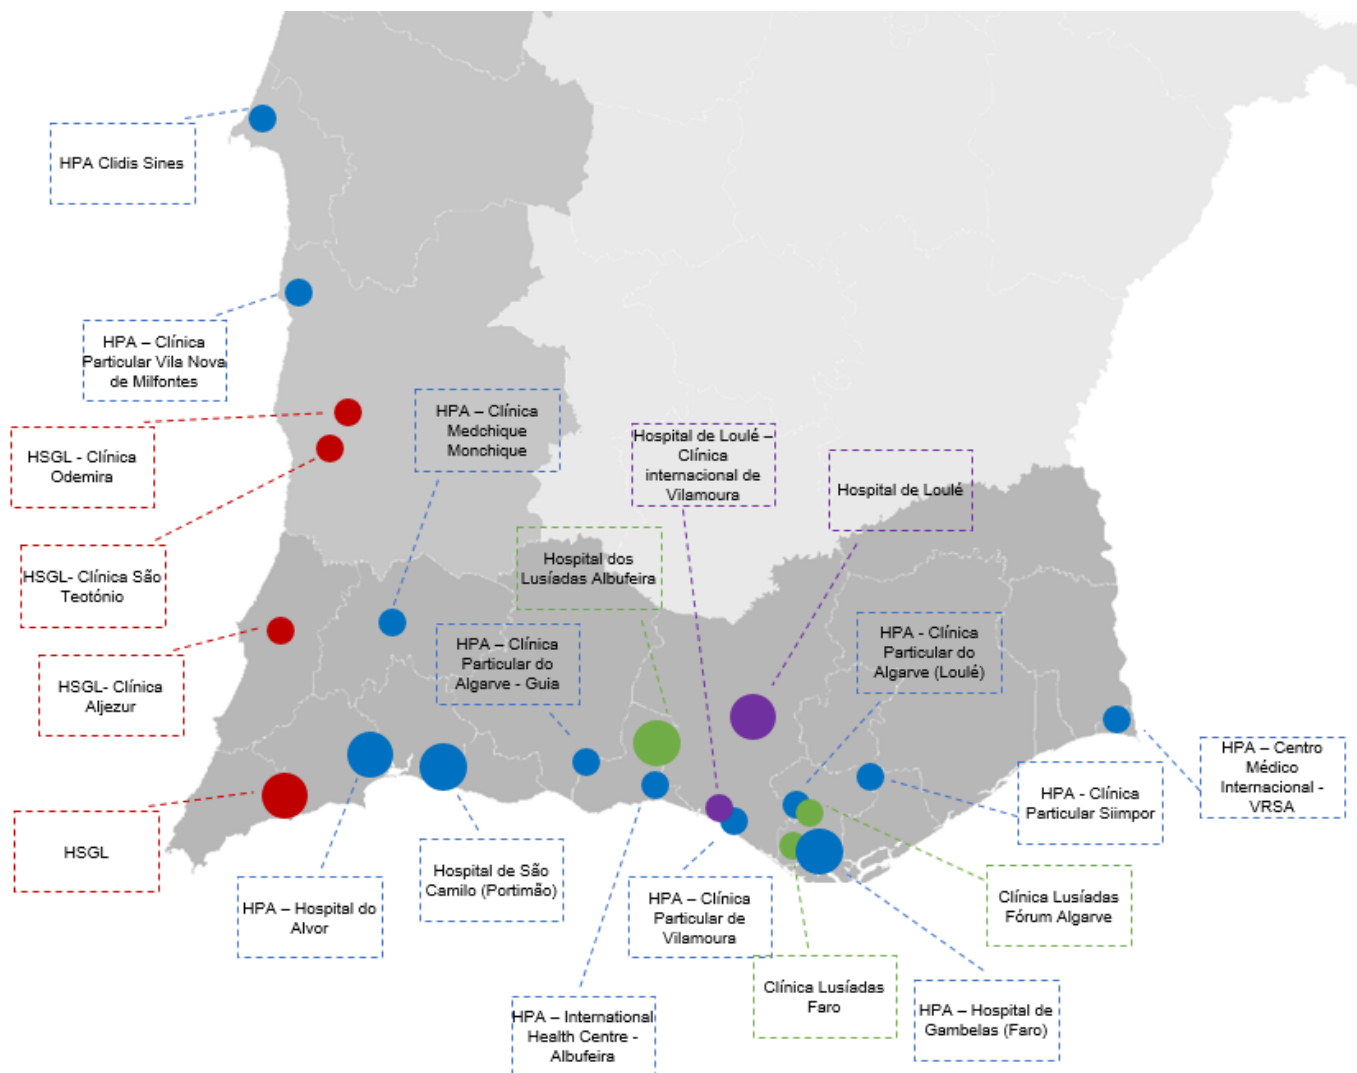 HPA Clidis Sines
HPA – Clínica
Particular Vila Nova
de Milfontes
HSGL - Clínica
Odemira
HPA – Clínica
Medchique
Monchique
Hospital de Loulé –
Clínica
internacional de
Vilamoura
Hospital de Loulé
HSGL- Clínica São
Teotónio
Hospital dos
Lusíadas Albufeira
HPA – Clínica
Particular do
Algarve - Guia
HPA - Clínica
Particular do
Algarve (Loulé)
HSGL- Clínica
Aljezur
HPA – Centro
Médico
Internacional -
VRSA
HPA - Clínica
Particular Siimpor
HSGL
HPA – Hospital do
Alvor
Hospital de São
Camilo (Portimão)
HPA – Clínica
Particular de
Vilamoura
Clínica Lusíadas
Fórum Algarve
Clínica Lusíadas
Faro
HPA – International
Health Centre -
Albufeira
HPA – Hospital de
Gambelas (Faro)